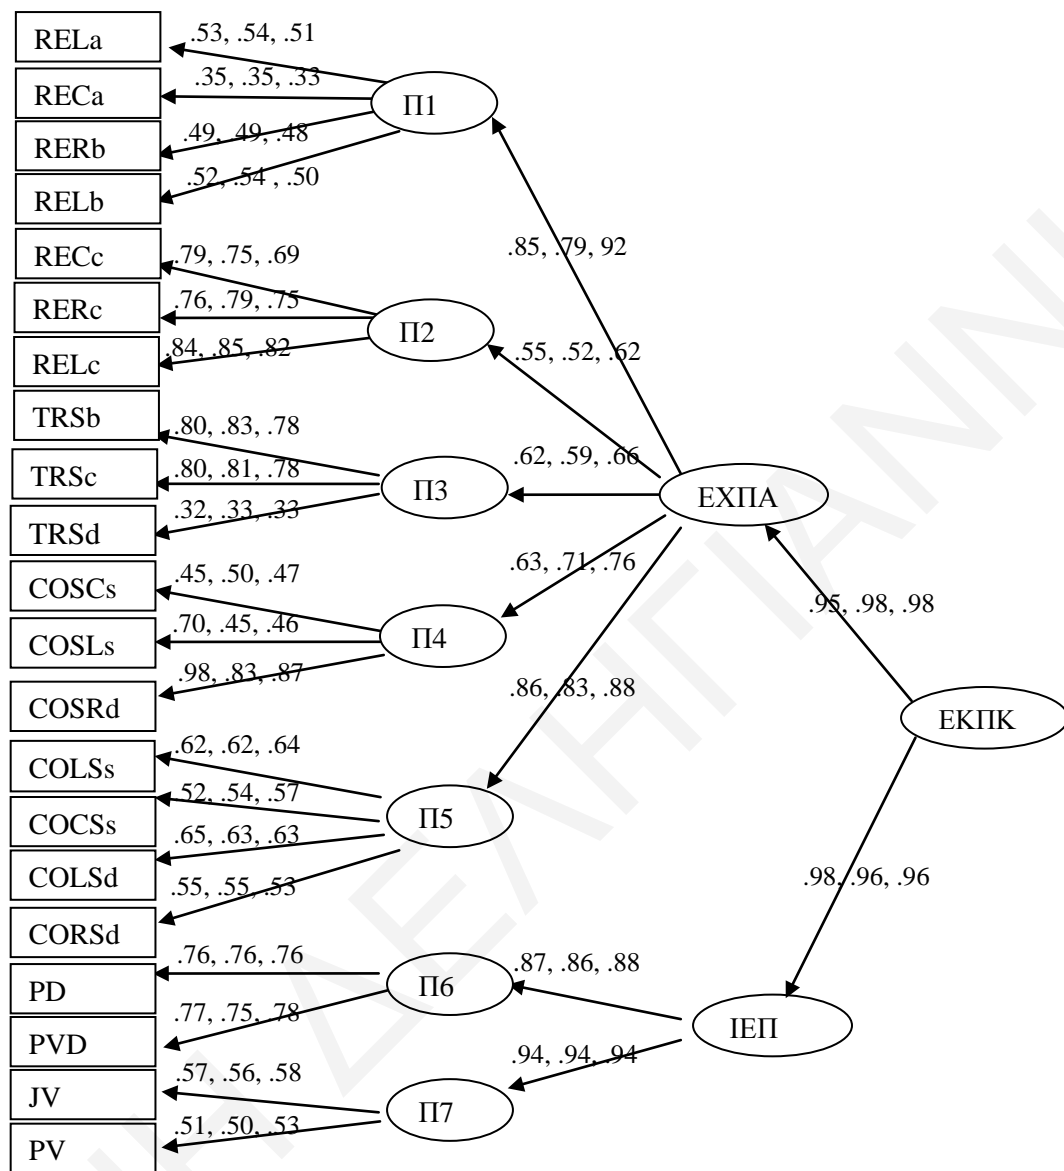 RELa
.53, .54, .51
RECa
.35, .35, .33
Π1
RERb
.49, .49, .48
RELb
.52, .54 , .50
RECc
.79, .75, .69
.85, .79, 92
RERc
.76, .79, .75
Π2
RELc
.84, .85, .82
.55, .52, .62
TRSb
.80, .83, .78
TRSc
.80, .81, .78
Π3
.62, .59, .66
ΕΧΠΑ
TRSd
.32, .33, .33
COSCs
.45, .50, .47
.63, .71, .76
COSLs
.70, .45, .46
Π4
.95, .98, .98
COSRd
.98, .83, .87
.86, .83, .88
ΕΚΠΚ
COLSs
.62, .62, .64
COCSs
.52, .54, .57
Π5
COLSd
.65, .63, .63
CORSd
.55, .55, .53
.98, .96, .96
PD
.76, .76, .76
Π6
.87, .86, .88
PVD
.77, .75, .78
ΙΕΠ
JV
.57, .56, .58
Π7
.94, .94, .94
PV
.51, .50, .53